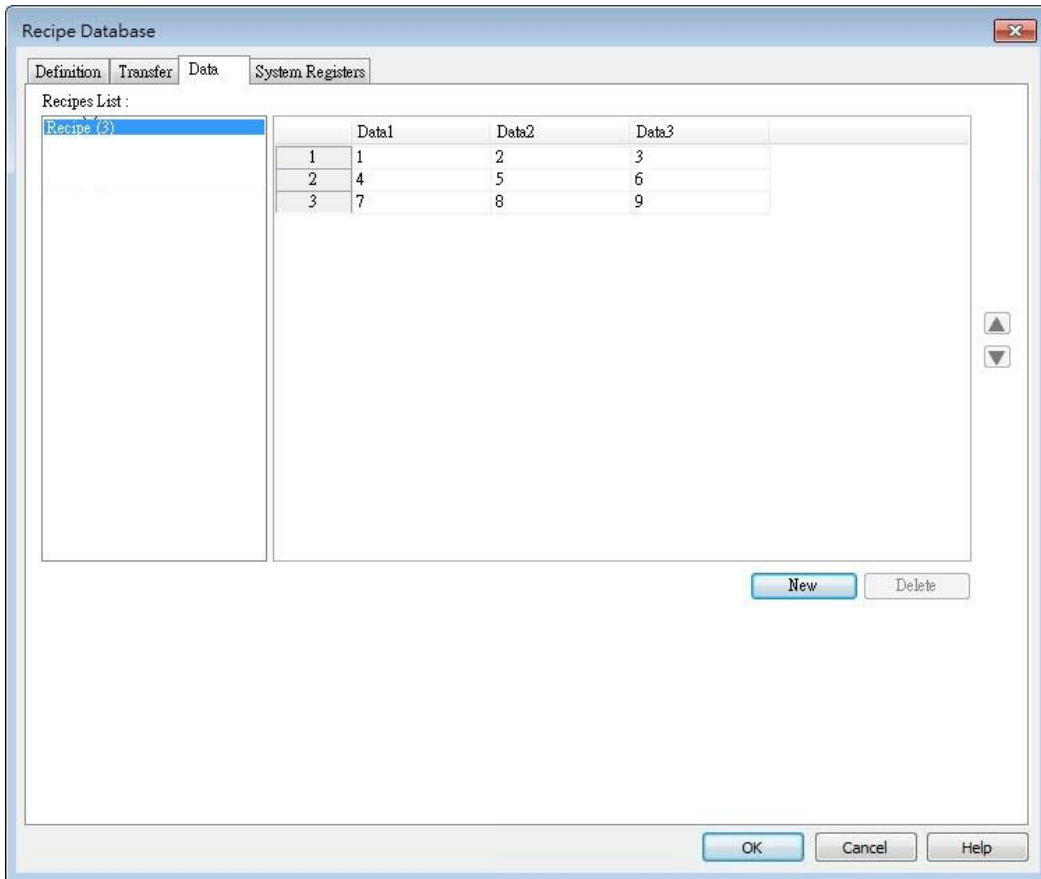 Recipe Database
Definition Transfer Data System Registers
Recipes List :
Recipe (3)
Data1 Data2 Data3
1 1 2 3
2 4 5 6
3 7 8 9
New Delete
OK Cancel Help